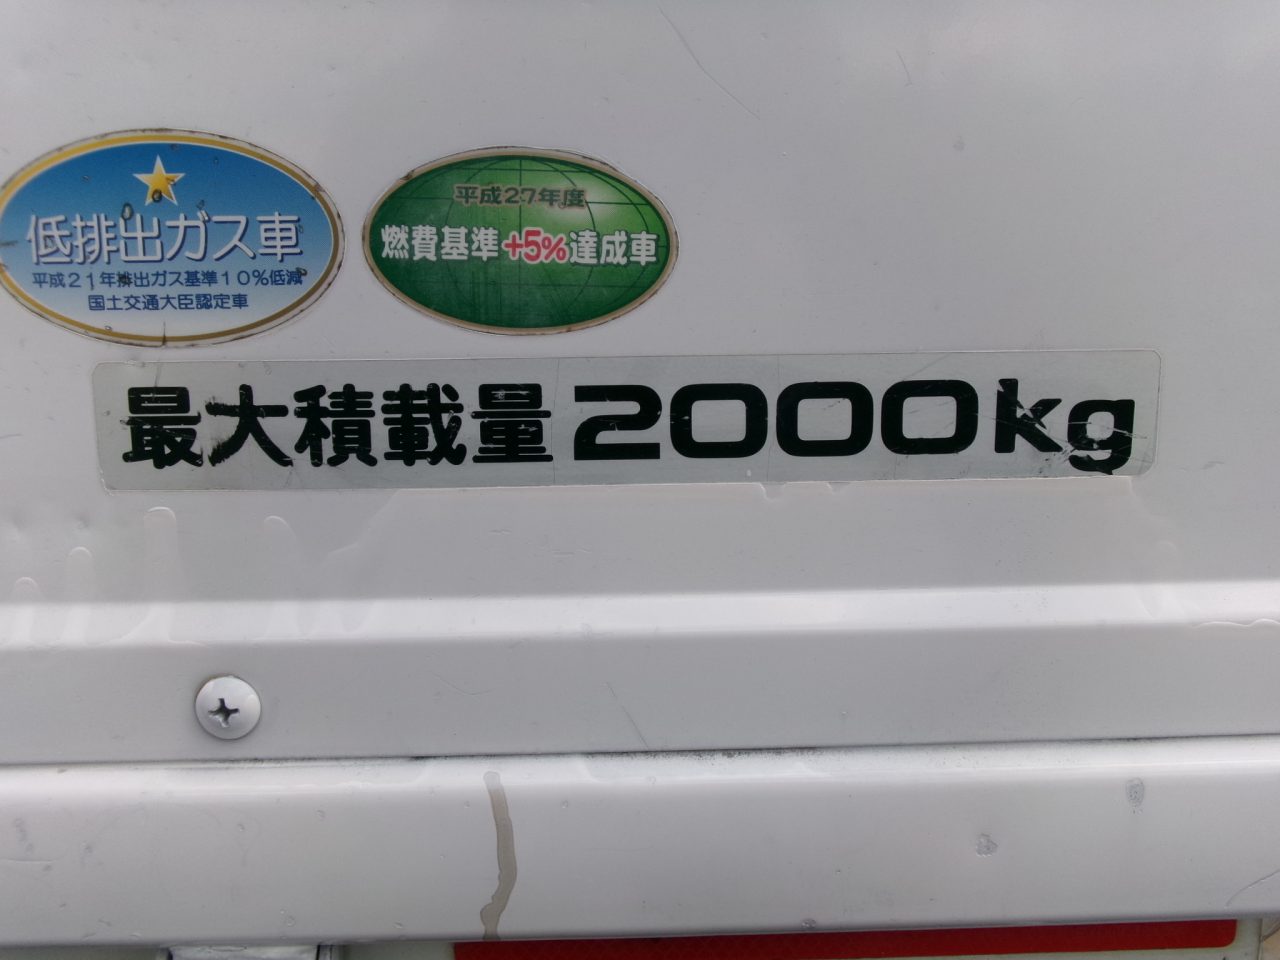 低排出ガス車
平成21年排出ガス基準10%低減
国土交通大臣認定車
平成27年度
燃費基準+5%達成車
最大積載量2000kg